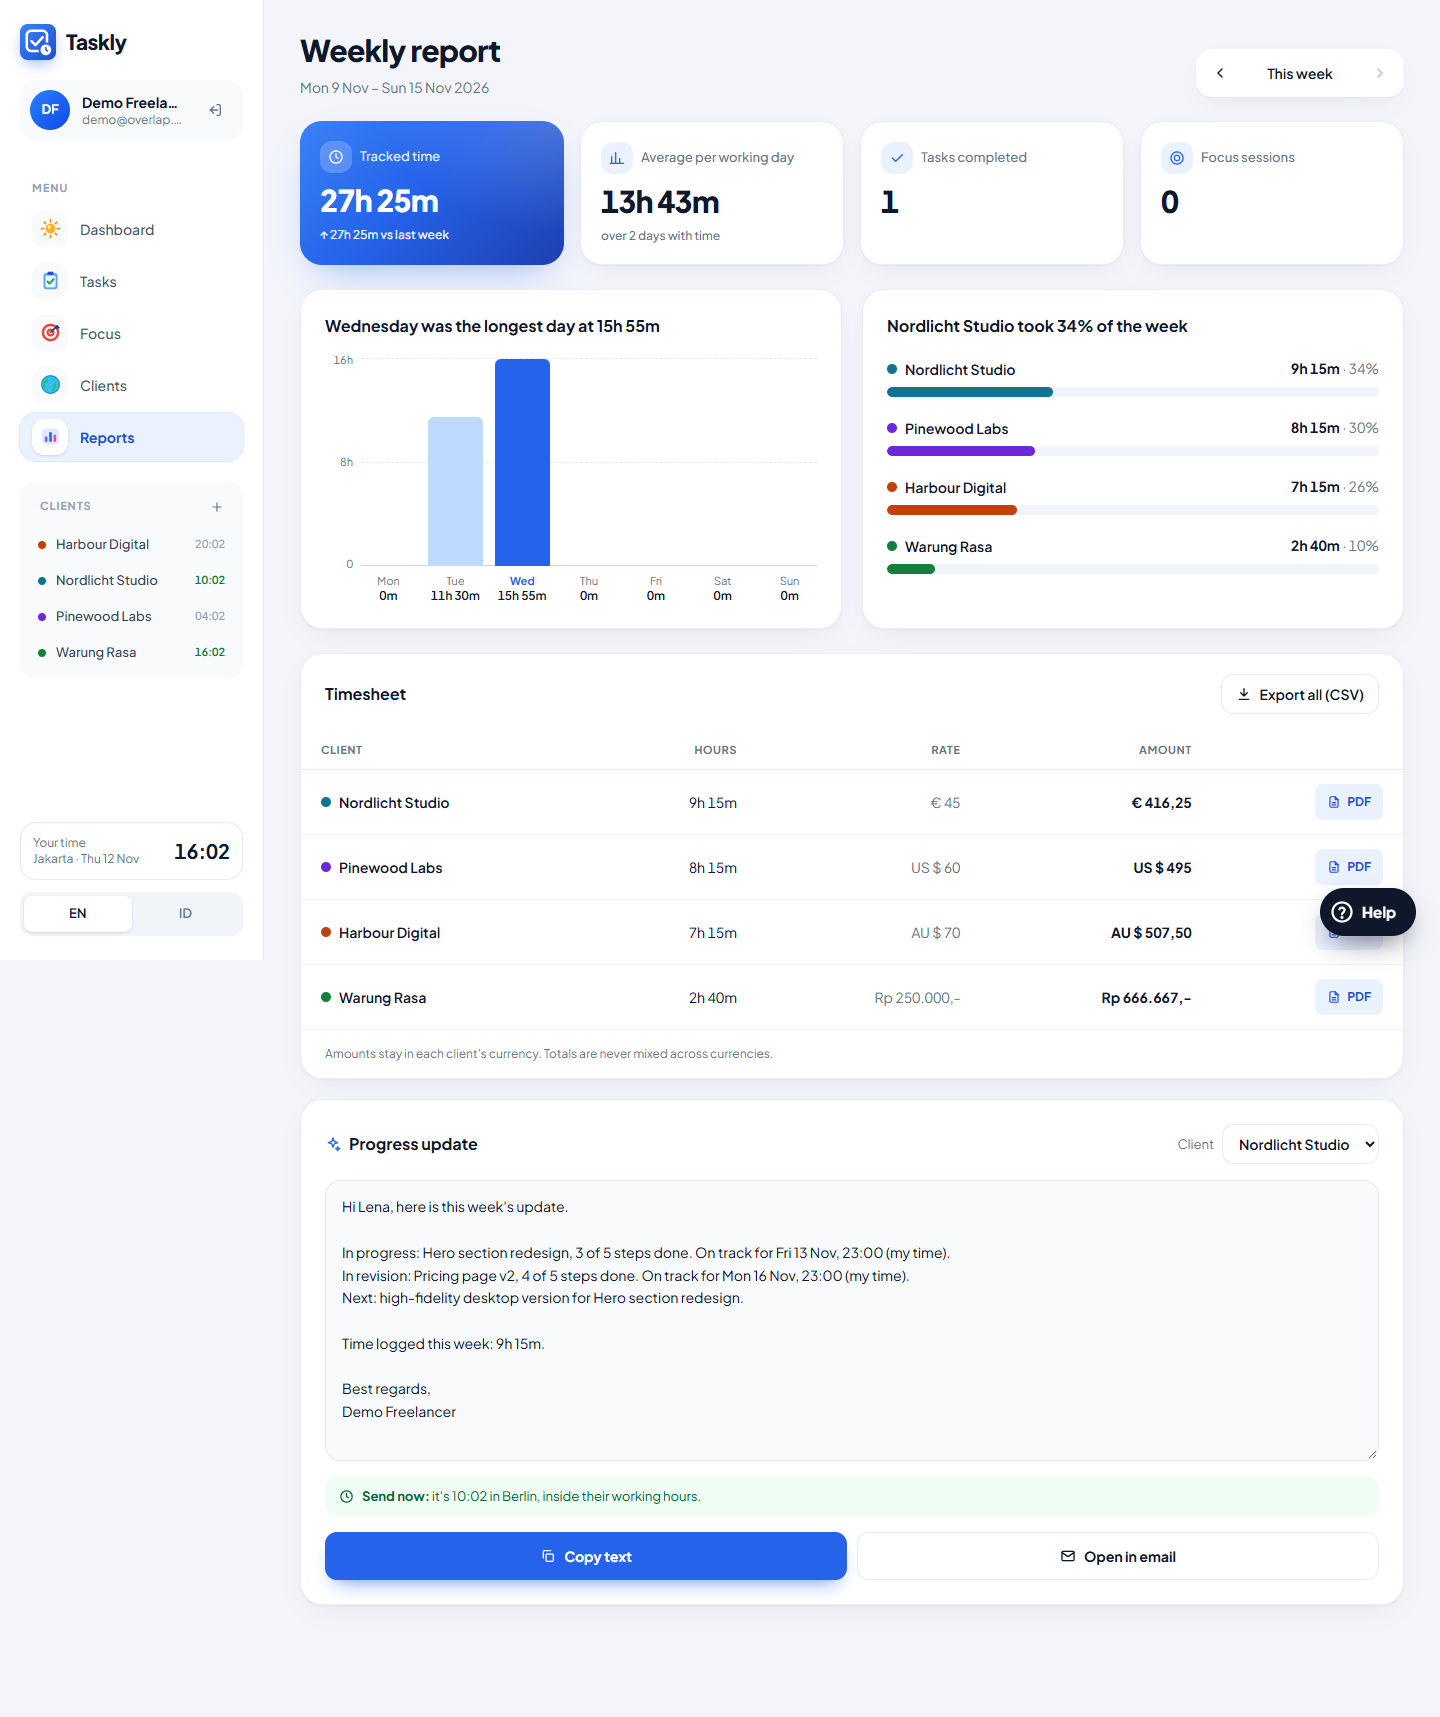 Taskly
DF
Demo Freela...
demo@overlap....
MENU
Dashboard
Tasks
Focus
Clients
Reports
CLIENTS
+
Harbour Digital 20:02
Nordlicht Studio 10:02
Pinewood Labs 04:02
Warung Rasa 16:02
Your time
Jakarta · Thu 12 Nov
16:02
EN ID
Weekly report
Mon 9 Nov – Sun 15 Nov 2026
This week
Tracked time
27h 25m
↑ 27h 25m vs last week
Average per working day
13h 43m
over 2 days with time
Tasks completed
1
Focus sessions
0
Wednesday was the longest day at 15h 55m
16h
8h
0
Mon Tue Wed Thu Fri Sat Sun
0m 11h 30m 15h 55m 0m 0m 0m 0m
Nordlicht Studio took 34% of the week
Nordlicht Studio 9h 15m · 34%
Pinewood Labs 8h 15m · 30%
Harbour Digital 7h 15m · 26%
Warung Rasa 2h 40m · 10%
Timesheet
Export all (CSV)
CLIENT HOURS RATE AMOUNT
Nordlicht Studio 9h 15m € 45 € 416,25 PDF
Pinewood Labs 8h 15m US $ 60 US $ 495 PDF
Help
Harbour Digital 7h 15m AU $ 70 AU $ 507,50
Warung Rasa 2h 40m Rp 250.000,- Rp 666.667,- PDF
Amounts stay in each client's currency. Totals are never mixed across currencies.
Progress update
Client Nordlicht Studio
Hi Lena, here is this week's update.
In progress: Hero section redesign, 3 of 5 steps done. On track for Fri 13 Nov, 23:00 (my time).
In revision: Pricing page v2, 4 of 5 steps done. On track for Mon 16 Nov, 23:00 (my time).
Next: high-fidelity desktop version for Hero section redesign.
Time logged this week: 9h 15m.
Best regards,
Demo Freelancer
Send now: it's 10:02 in Berlin, inside their working hours.
Copy text
Open in email